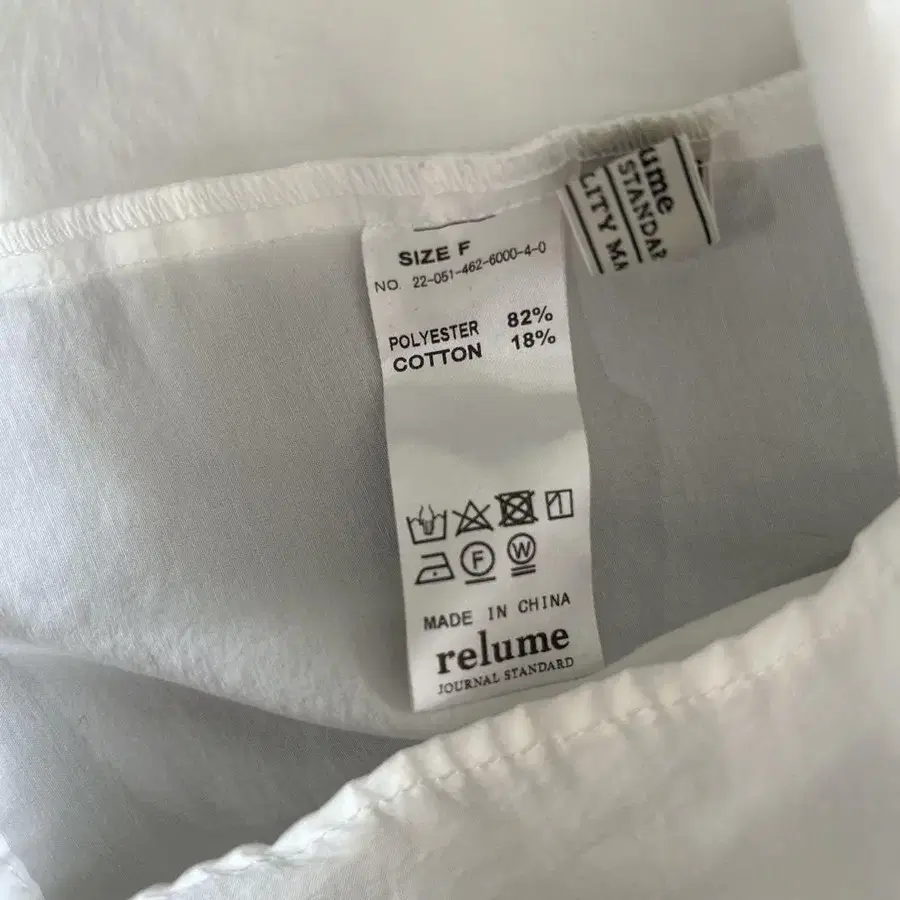 SIZE F
NO. 22-051-462-6000-4-0
POLYESTER 82%
COTTON 18%
F
W
MADE IN CHINA
relume
JOURNAL STANDARD